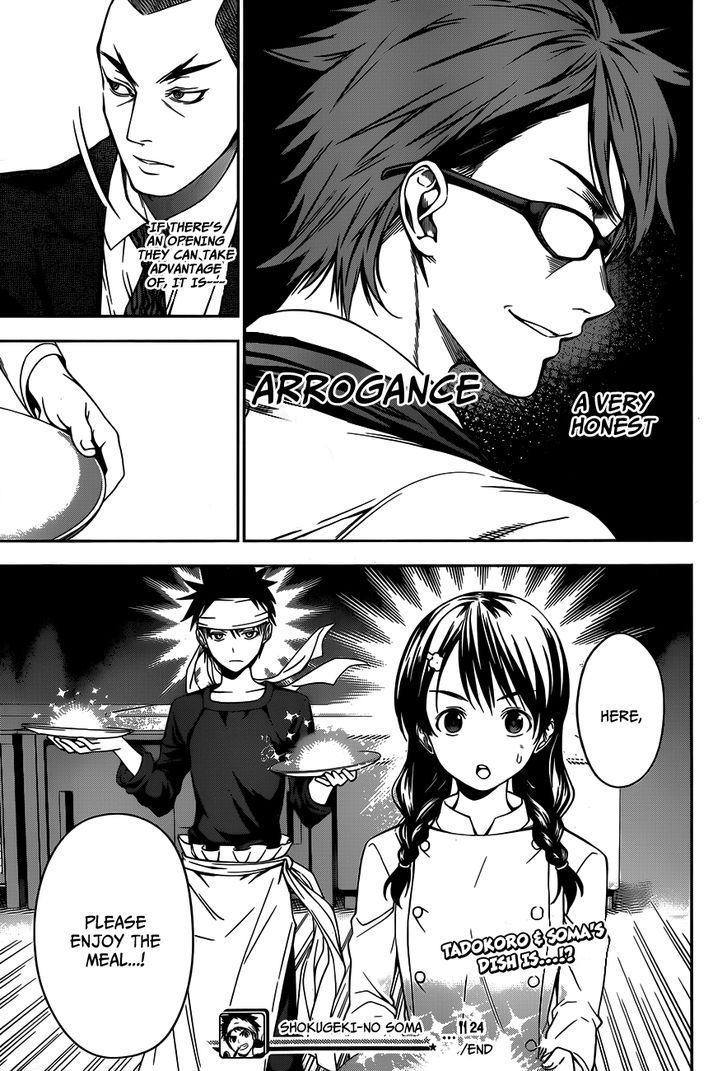 A VERY
HONEST
ARROGANCE
IF THERE'S
AN OPENING
THEY CAN TAKE
ADVANTAGE
OF, IT IS---
HERE,
PLEASE
ENJOY THE
MEAL...!
TADOKORO & SOMA'S
DISH IS...!?
SHOKUGEKI-NO SOMA
... 11 24
/END